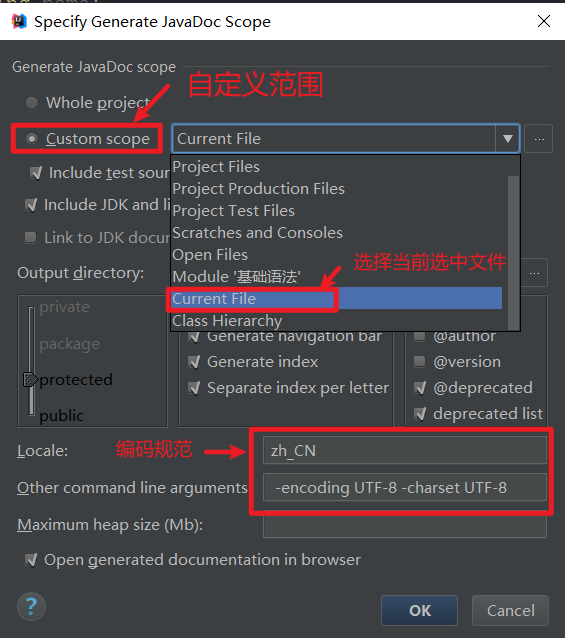 Specify Generate JavaDoc Scope
Generate JavaDoc scope
Whole project
自定义范围
Custom scope
Current File
...
Project Files
Include test sour
Project Production Files
Include JDK and li
Project Test Files
Link to JDK docu
Scratches and Consoles
Open Files
选择当前选中文件
Output directory:
Module '基础语法'
...
Current File
private
Class Hierarchy
package
Generate navigation bar
@author
protected
Generate index
@version
public
Separate index per letter
@deprecated
deprecated list
Locale:
编码规范
zh_CN
Other command line arguments
-encoding UTF-8 -charset UTF-8
Maximum heap size (Mb):
Open generated documentation in browser
?
OK
Cancel